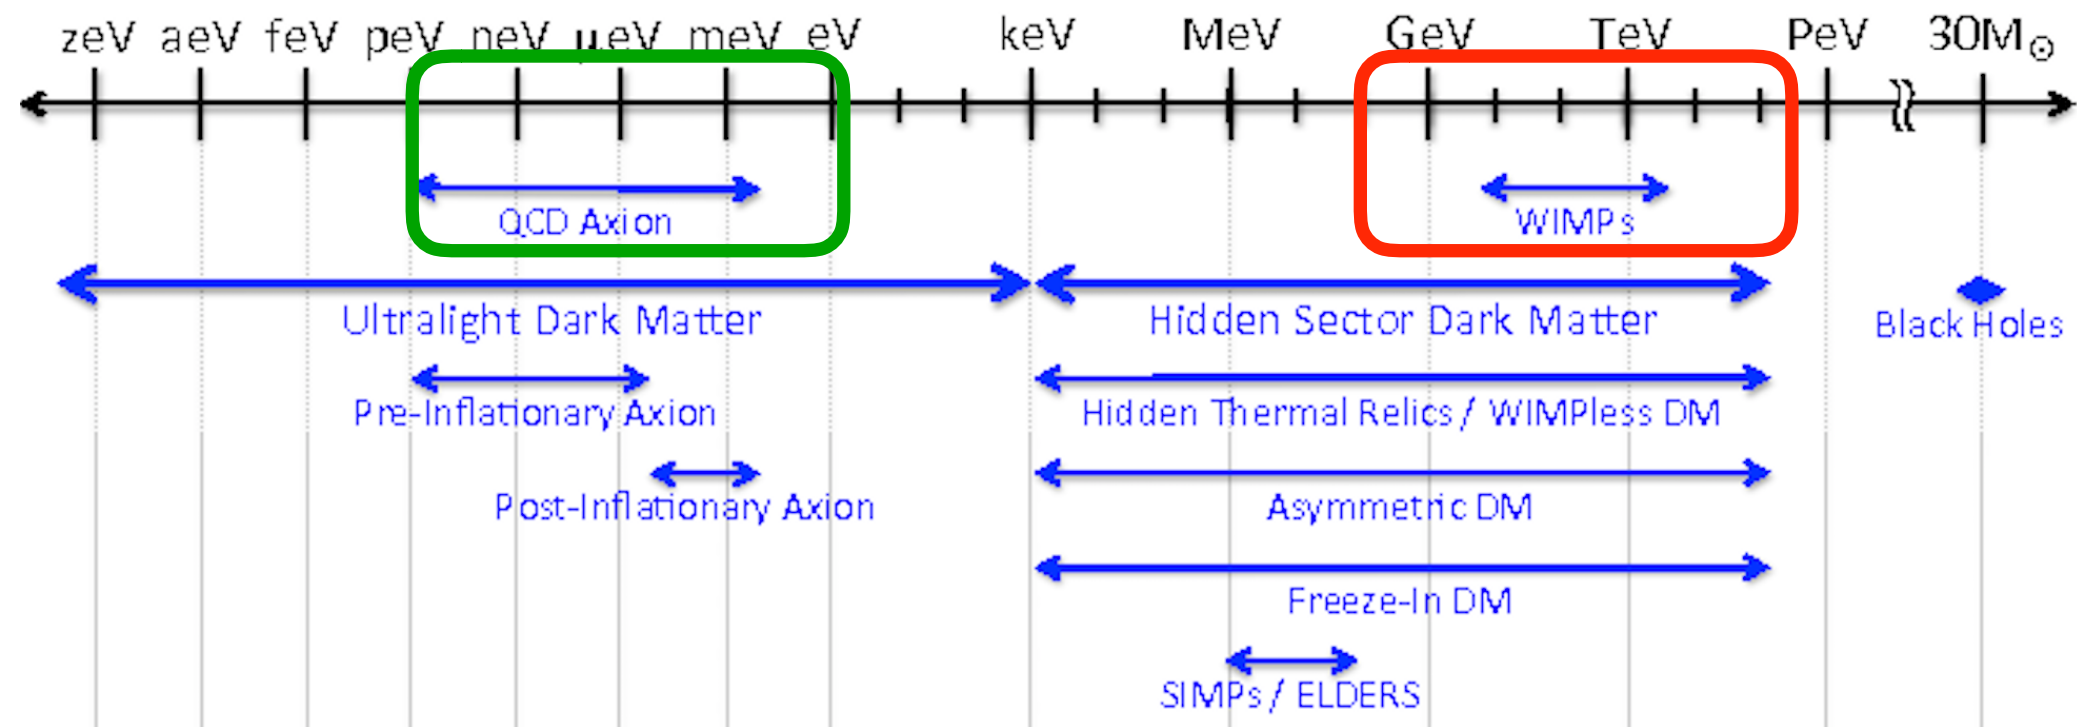 zeV aeV feV peV neV μeV meV eV keV MeV GeV TeV PeV 30M⊙
QCD Axion WIMPs
Ultralight Dark Matter Hidden Sector Dark Matter Black Holes
Pre-Inflationary Axion Hidden Thermal Relics / WIMPless DM
Post-Inflationary Axion Asymmetric DM
Freeze-In DM
SIMPs / ELDERS